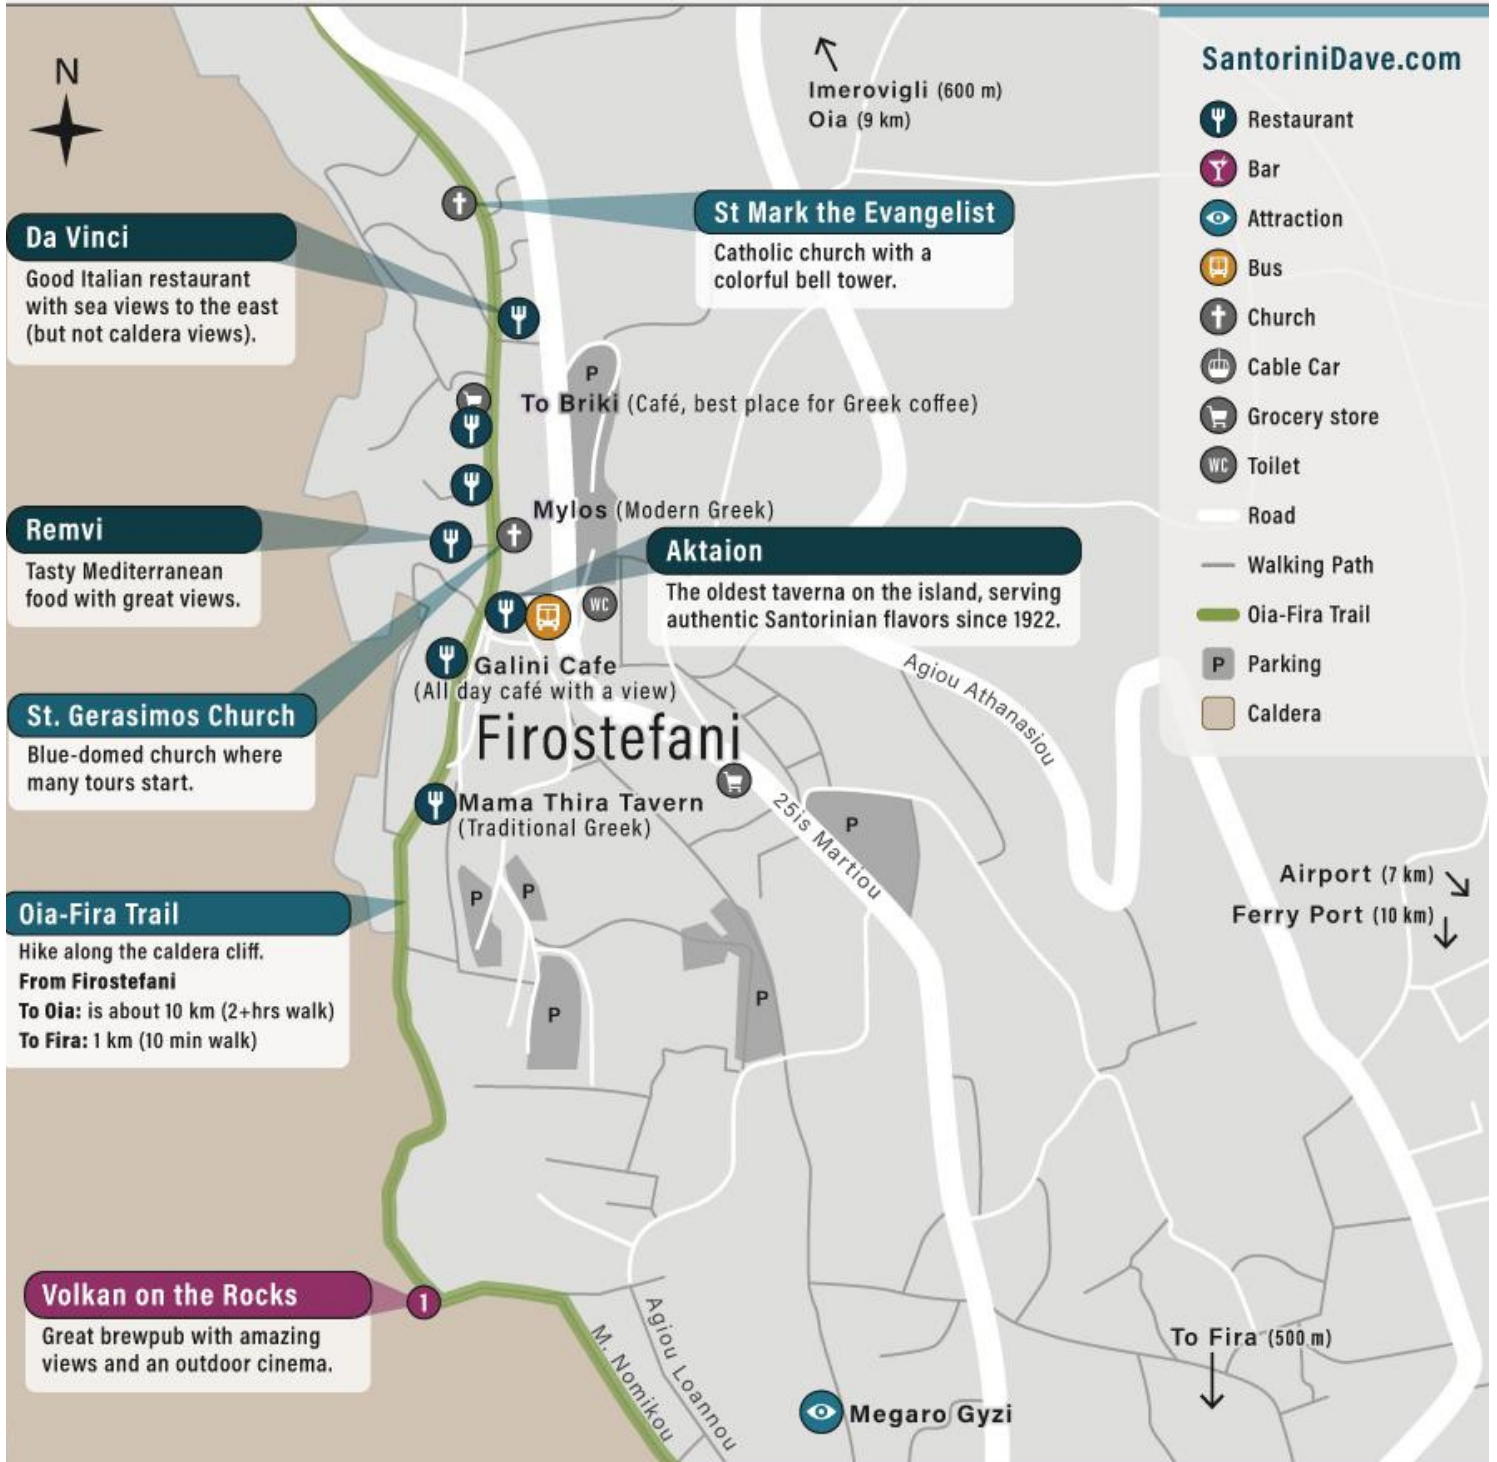 N
Imerovigli (600 m)
Oia (9 km)
SantoriniDave.com
Restaurant
Bar
Attraction
Bus
Church
Cable Car
Grocery store
WC
Toilet
Road
Walking Path
Oia-Fira Trail
P
Parking
Caldera
St Mark the Evangelist
Catholic church with a
colorful bell tower.
Da Vinci
Good Italian restaurant
with sea views to the east
(but not caldera views).
P
To Briki (Café, best place for Greek coffee)
Mylos (Modern Greek)
Remvi
Tasty Mediterranean
food with great views.
Aktaion
The oldest taverna on the island, serving
authentic Santorinian flavors since 1922.
WC
Galini Cafe
(All day café with a view)
St. Gerasimos Church
Blue-domed church where
many tours start.
Firostefani
Agiou Athanasiou
Mama Thira Tavern
(Traditional Greek)
25is Martiou
P
P
P
P
P
Airport (7 km)
Ferry Port (10 km)
Oia-Fira Trail
Hike along the caldera cliff.
From Firostefani
To Oia: is about 10 km (2+hrs walk)
To Fira: 1 km (10 min walk)
Volkan on the Rocks
Great brewpub with amazing
views and an outdoor cinema.
1
M. Nomikou
Agiou Loannou
To Fira (500 m)
Megaro Gyzi